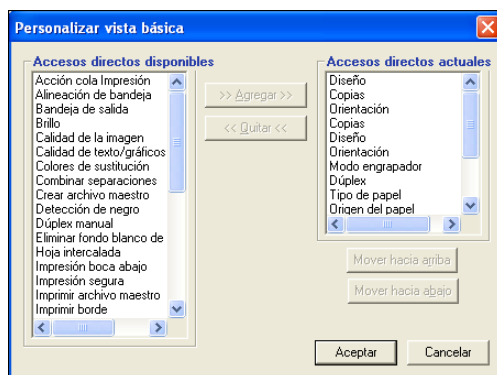 Personalizar vista básica
Accesos directos disponibles
Acción cola Impresión
Alineación de bandeja
Bandeja de salida
Brillo
Calidad de la imagen
Calidad de texto/gráficos
Colores de sustitución
Combinar separaciones
Crear archivo maestro
Detección de negro
Dúplex manual
Eliminar fondo blanco de
Hoja intercalada
Impresión boca abajo
Impresión segura
Imprimir archivo maestro
Imprimir borde
>> Agregar >>
<< Quitar <<
Accesos directos actuales
Diseño
Copias
Orientación
Copias
Diseño
Orientación
Modo engrapador
Dúplex
Tipo de papel
Origen del papel
Mover hacia arriba
Mover hacia abajo
Aceptar
Cancelar